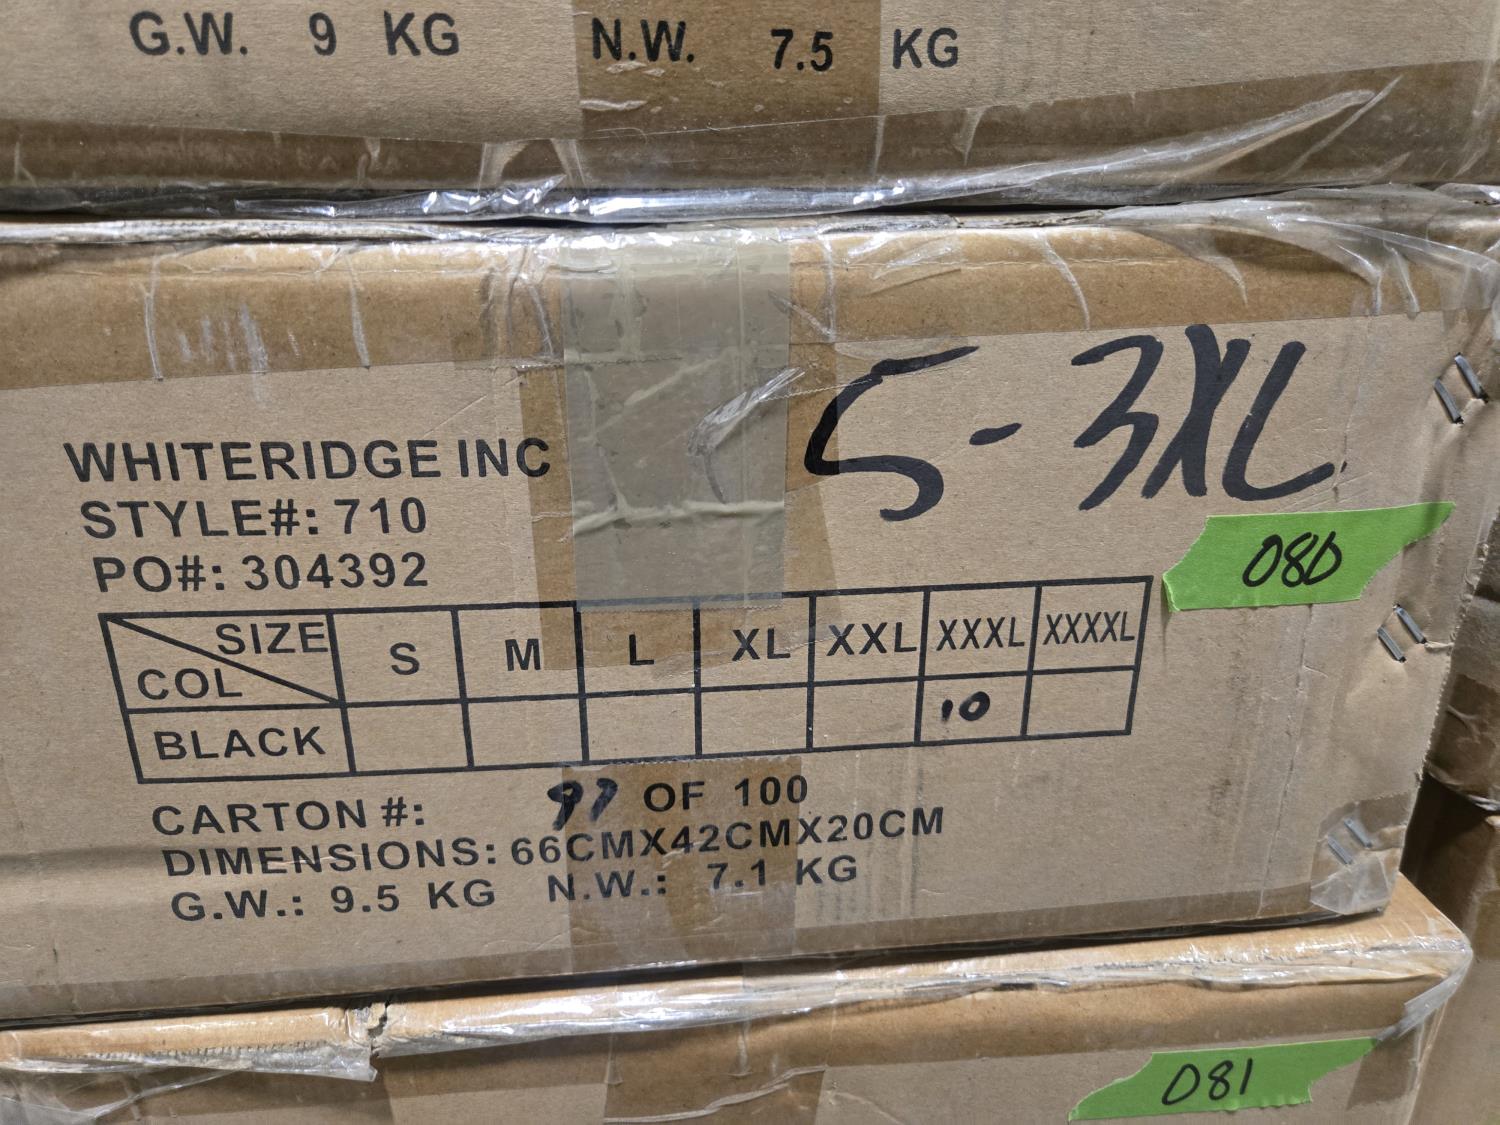 G.W. 9 KG N.W. 7.5 KG
S-3XL
WHITERIDGE INC
STYLE#: 710
PO#: 304392
080
SIZE S M L XL XXL XXXL XXXXL
COL
BLACK 10
CARTON #: 97 OF 100
DIMENSIONS: 66CMX42CMX20CM
G.W.: 9.5 KG N.W.: 7.1 KG
081